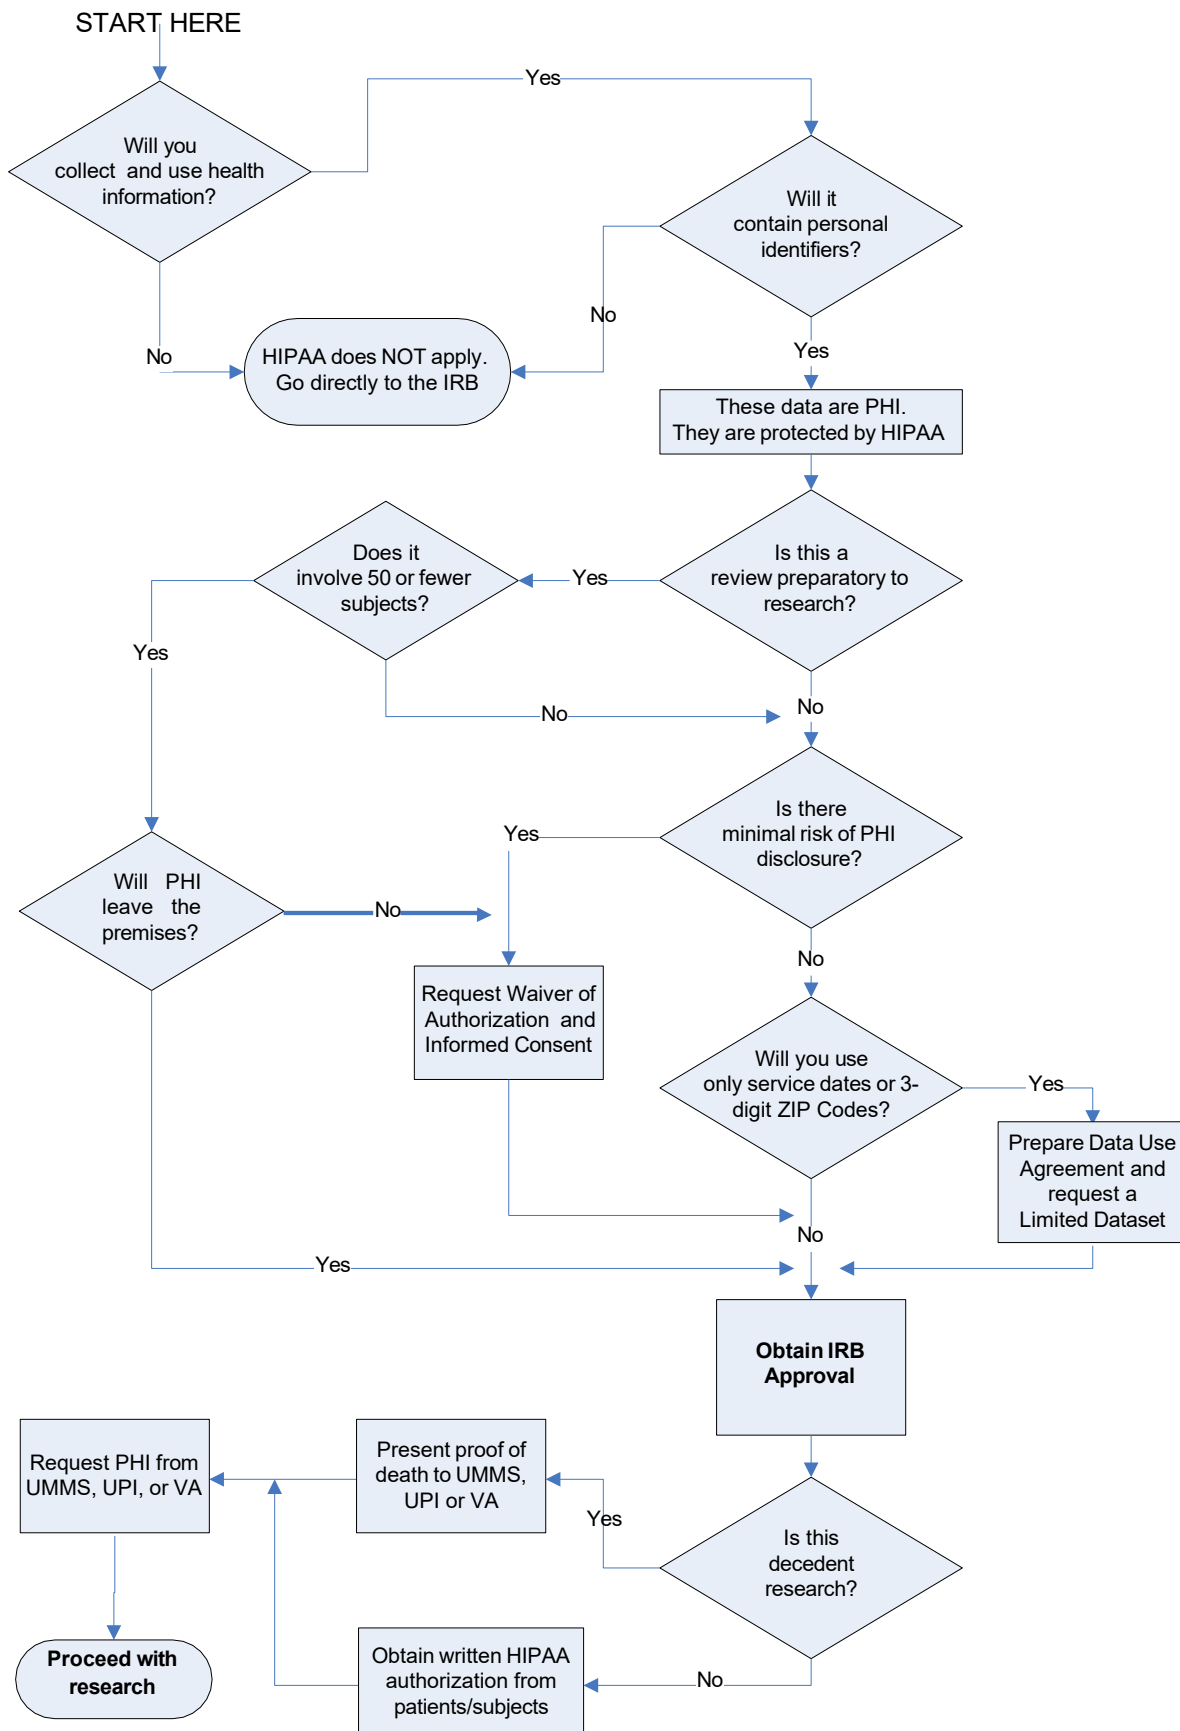 START HERE
Yes
Will you
collect and use health
information?
Will it
contain personal
identifiers?
No
No
HIPAA does NOT apply.
Go directly to the IRB
Yes
These data are PHI.
They are protected by HIPAA
Does it
involve 50 or fewer
subjects?
Yes
Is this a
review preparatory to
research?
Yes
No
No
Is there
minimal risk of PHI
disclosure?
Yes
Will PHI
leave the
premises?
No
No
Request Waiver of
Authorization and
Informed Consent
Will you use
only service dates or 3-
digit ZIP Codes?
Yes
Prepare Data Use
Agreement and
request a
Limited Dataset
No
Yes
Obtain IRB
Approval
Request PHI from
UMMS, UPI, or VA
Present proof of
death to UMMS,
UPI or VA
Yes
Is this
decedent
research?
Proceed with
research
Obtain written HIPAA
authorization from
patients/subjects
No